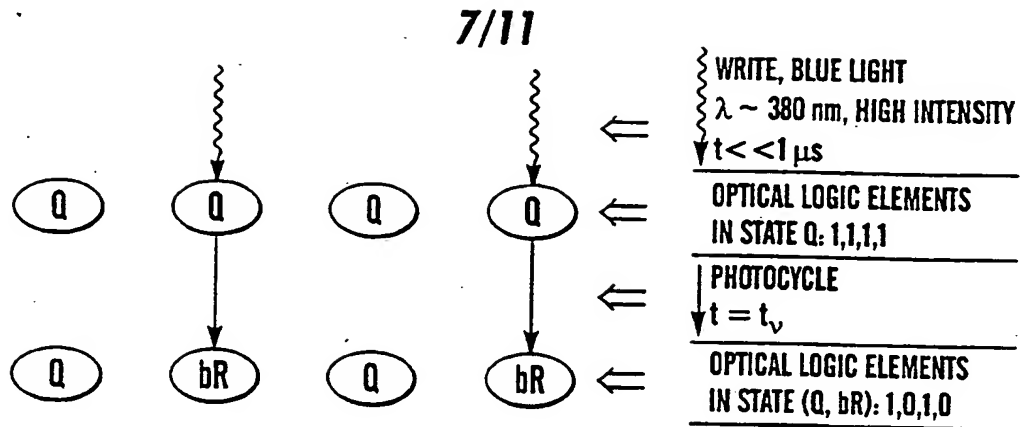 7/11
WRITE, BLUE LIGHT
λ ~ 380 nm, HIGH INTENSITY
t<<1 μs
Q Q Q Q
OPTICAL LOGIC ELEMENTS
IN STATE Q: 1,1,1,1
PHOTOCYCLE
t = tᵥ
Q bR Q bR
OPTICAL LOGIC ELEMENTS
IN STATE (Q, bR): 1,0,1,0